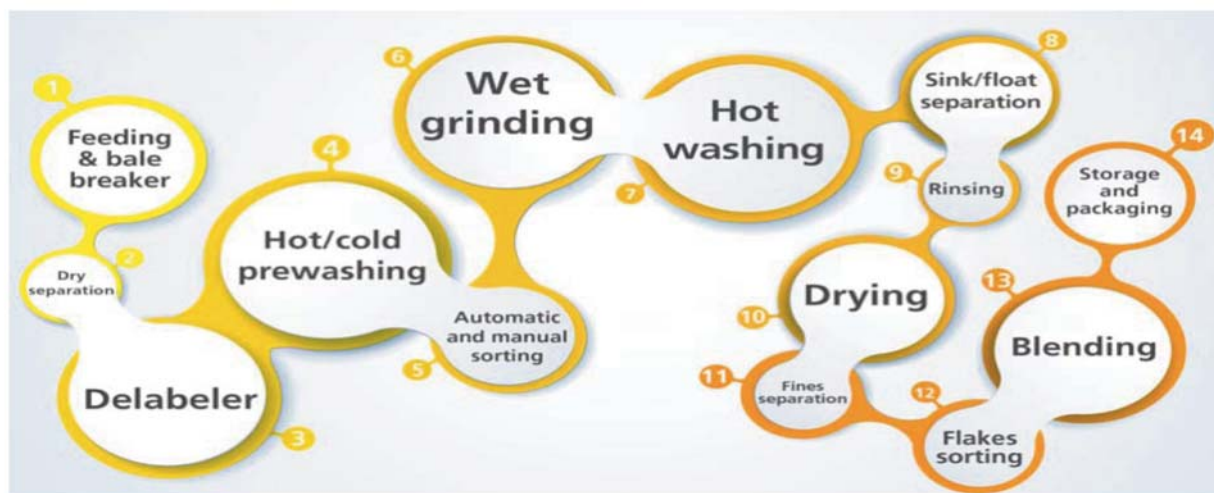 1
Feeding
& bale
breaker
2
Dry
separation
3
Delabeler
4
Hot/cold
prewashing
5
Automatic
and manual
sorting
6
Wet
grinding
7
Hot
washing
8
Sink/float
separation
9
Rinsing
10
Drying
11
Fines
separation
12
Flakes
sorting
13
Blending
14
Storage
and
packaging